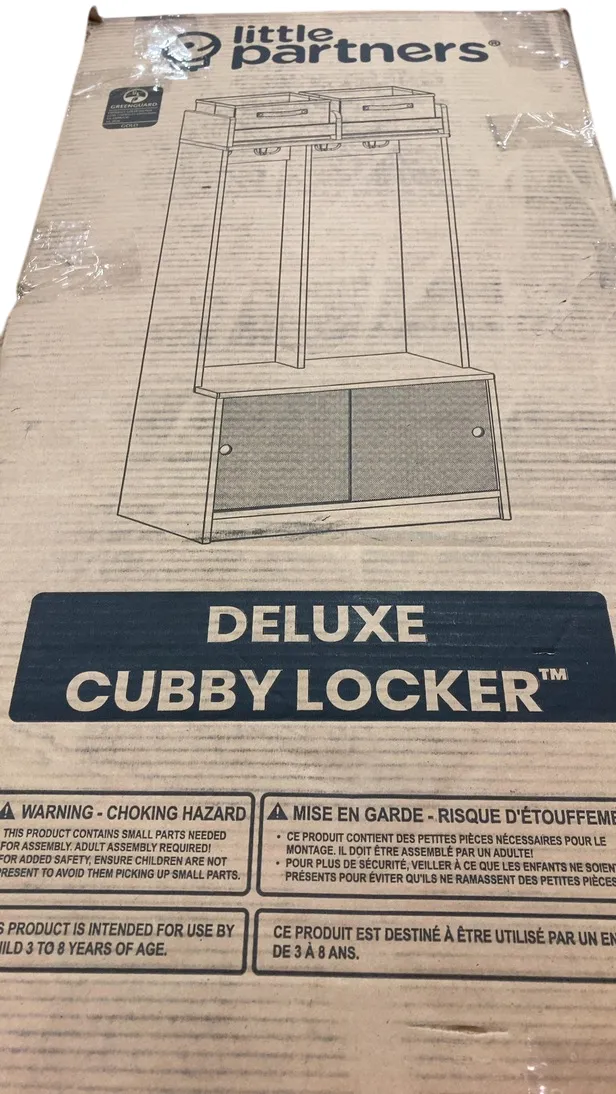 little
partners®
GREENGUARD
GOLD
DELUXE
CUBBY LOCKER™
WARNING - CHOKING HAZARD
THIS PRODUCT CONTAINS SMALL PARTS NEEDED
FOR ASSEMBLY. ADULT ASSEMBLY REQUIRED!
FOR ADDED SAFETY, ENSURE CHILDREN ARE NOT
PRESENT TO AVOID THEM PICKING UP SMALL PARTS.
MISE EN GARDE - RISQUE D'ÉTOUFFEME
• CE PRODUIT CONTIENT DES PETITES PIÈCES NÉCESSAIRES POUR LE
MONTAGE. IL DOIT ÊTRE ASSEMBLÉ PAR UN ADULTE!
• POUR PLUS DE SÉCURITÉ, VEILLER À CE QUE LES ENFANTS NE SOIENT
PRÉSENTS POUR ÉVITER QU'ILS NE RAMASSENT DES PETITES PIÈCES
S PRODUCT IS INTENDED FOR USE BY
ILD 3 TO 8 YEARS OF AGE.
CE PRODUIT EST DESTINÉ À ÊTRE UTILISÉ PAR UN EN
DE 3 À 8 ANS.